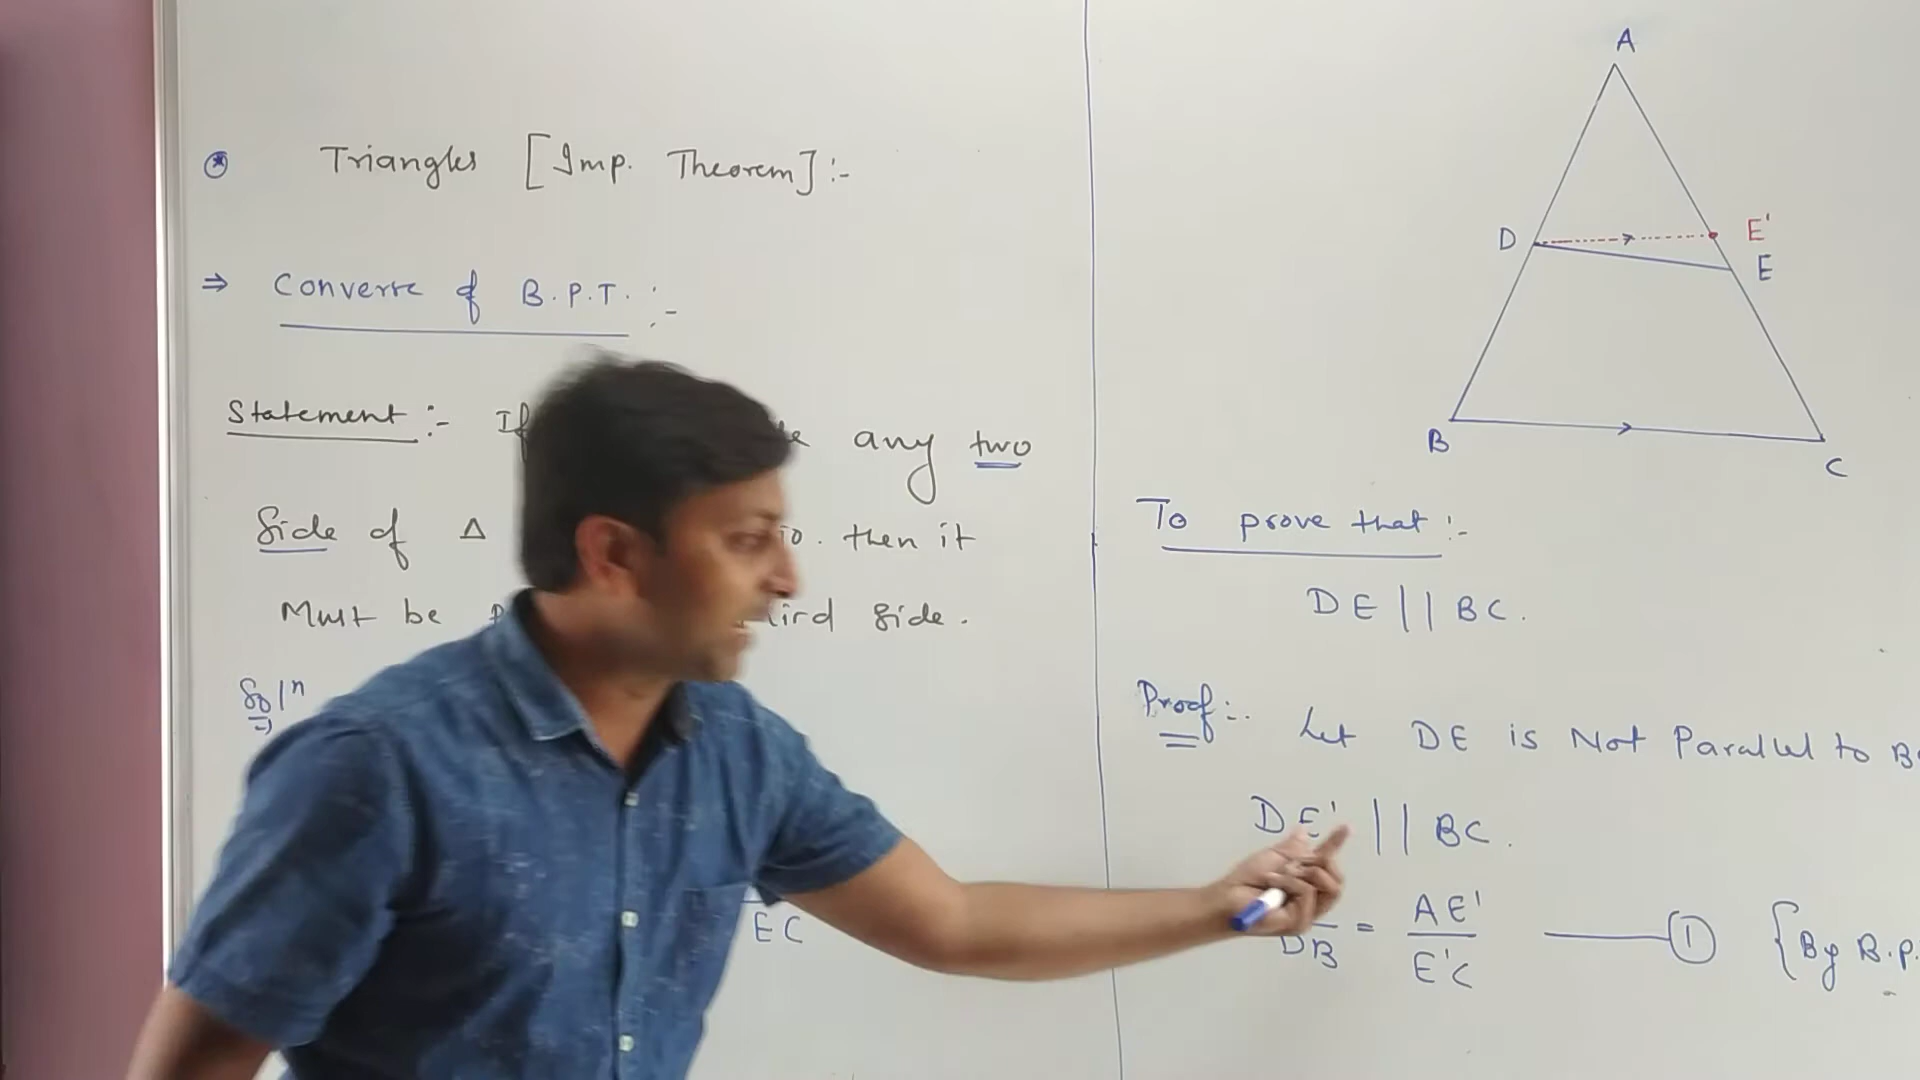 Triangles [Imp. Theorem]:-
⇒ Converse of B.P.T. :-
Statement :- If any two
Side of Δ then it
Must be third side.
Sol^n
EC
A
D E'
E
B C
To prove that :-
DE || BC.
Proof :- Let DE is Not Parallel to BC
DE' || BC.
DB = AE' / E'C —— ① {By B.P.